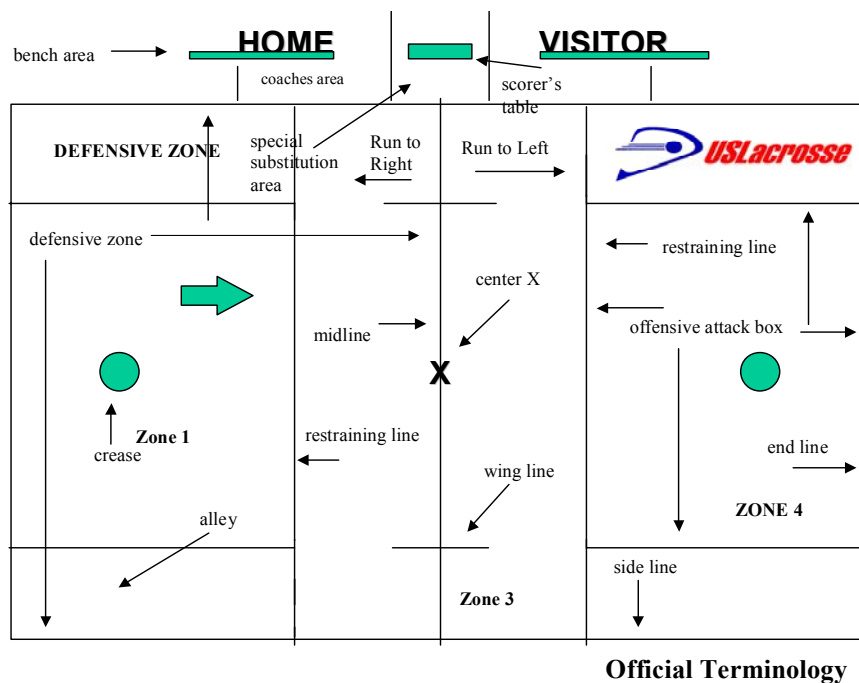 HOME
VISITOR
bench area
coaches area
scorer's
table
DEFENSIVE ZONE
special
substitution
area
Run to
Right
Run to Left
USLacrosse
defensive zone
restraining line
center X
midline
offensive attack box
X
Zone 1
crease
restraining line
end line
wing line
ZONE 4
alley
side line
Zone 3
Official Terminology